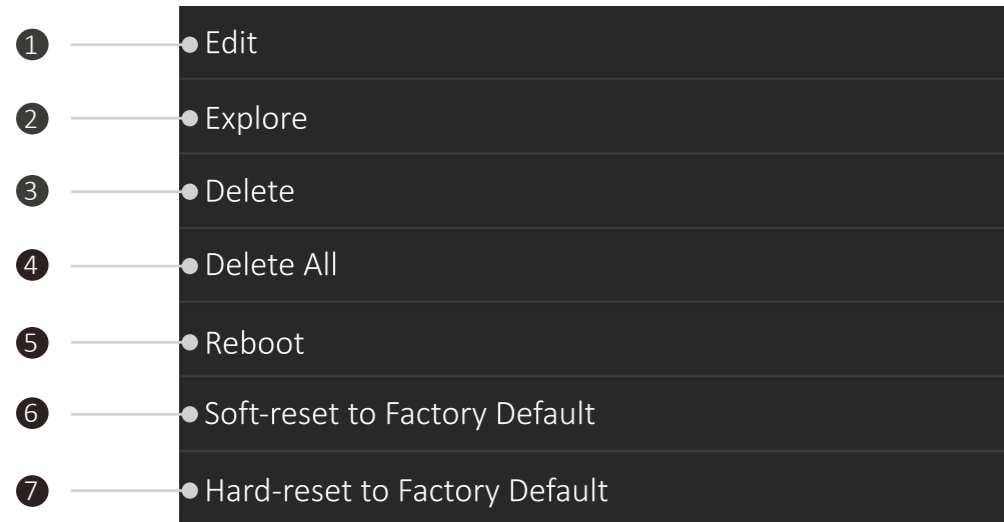 1 Edit
2 Explore
3 Delete
4 Delete All
5 Reboot
6 Soft-reset to Factory Default
7 Hard-reset to Factory Default